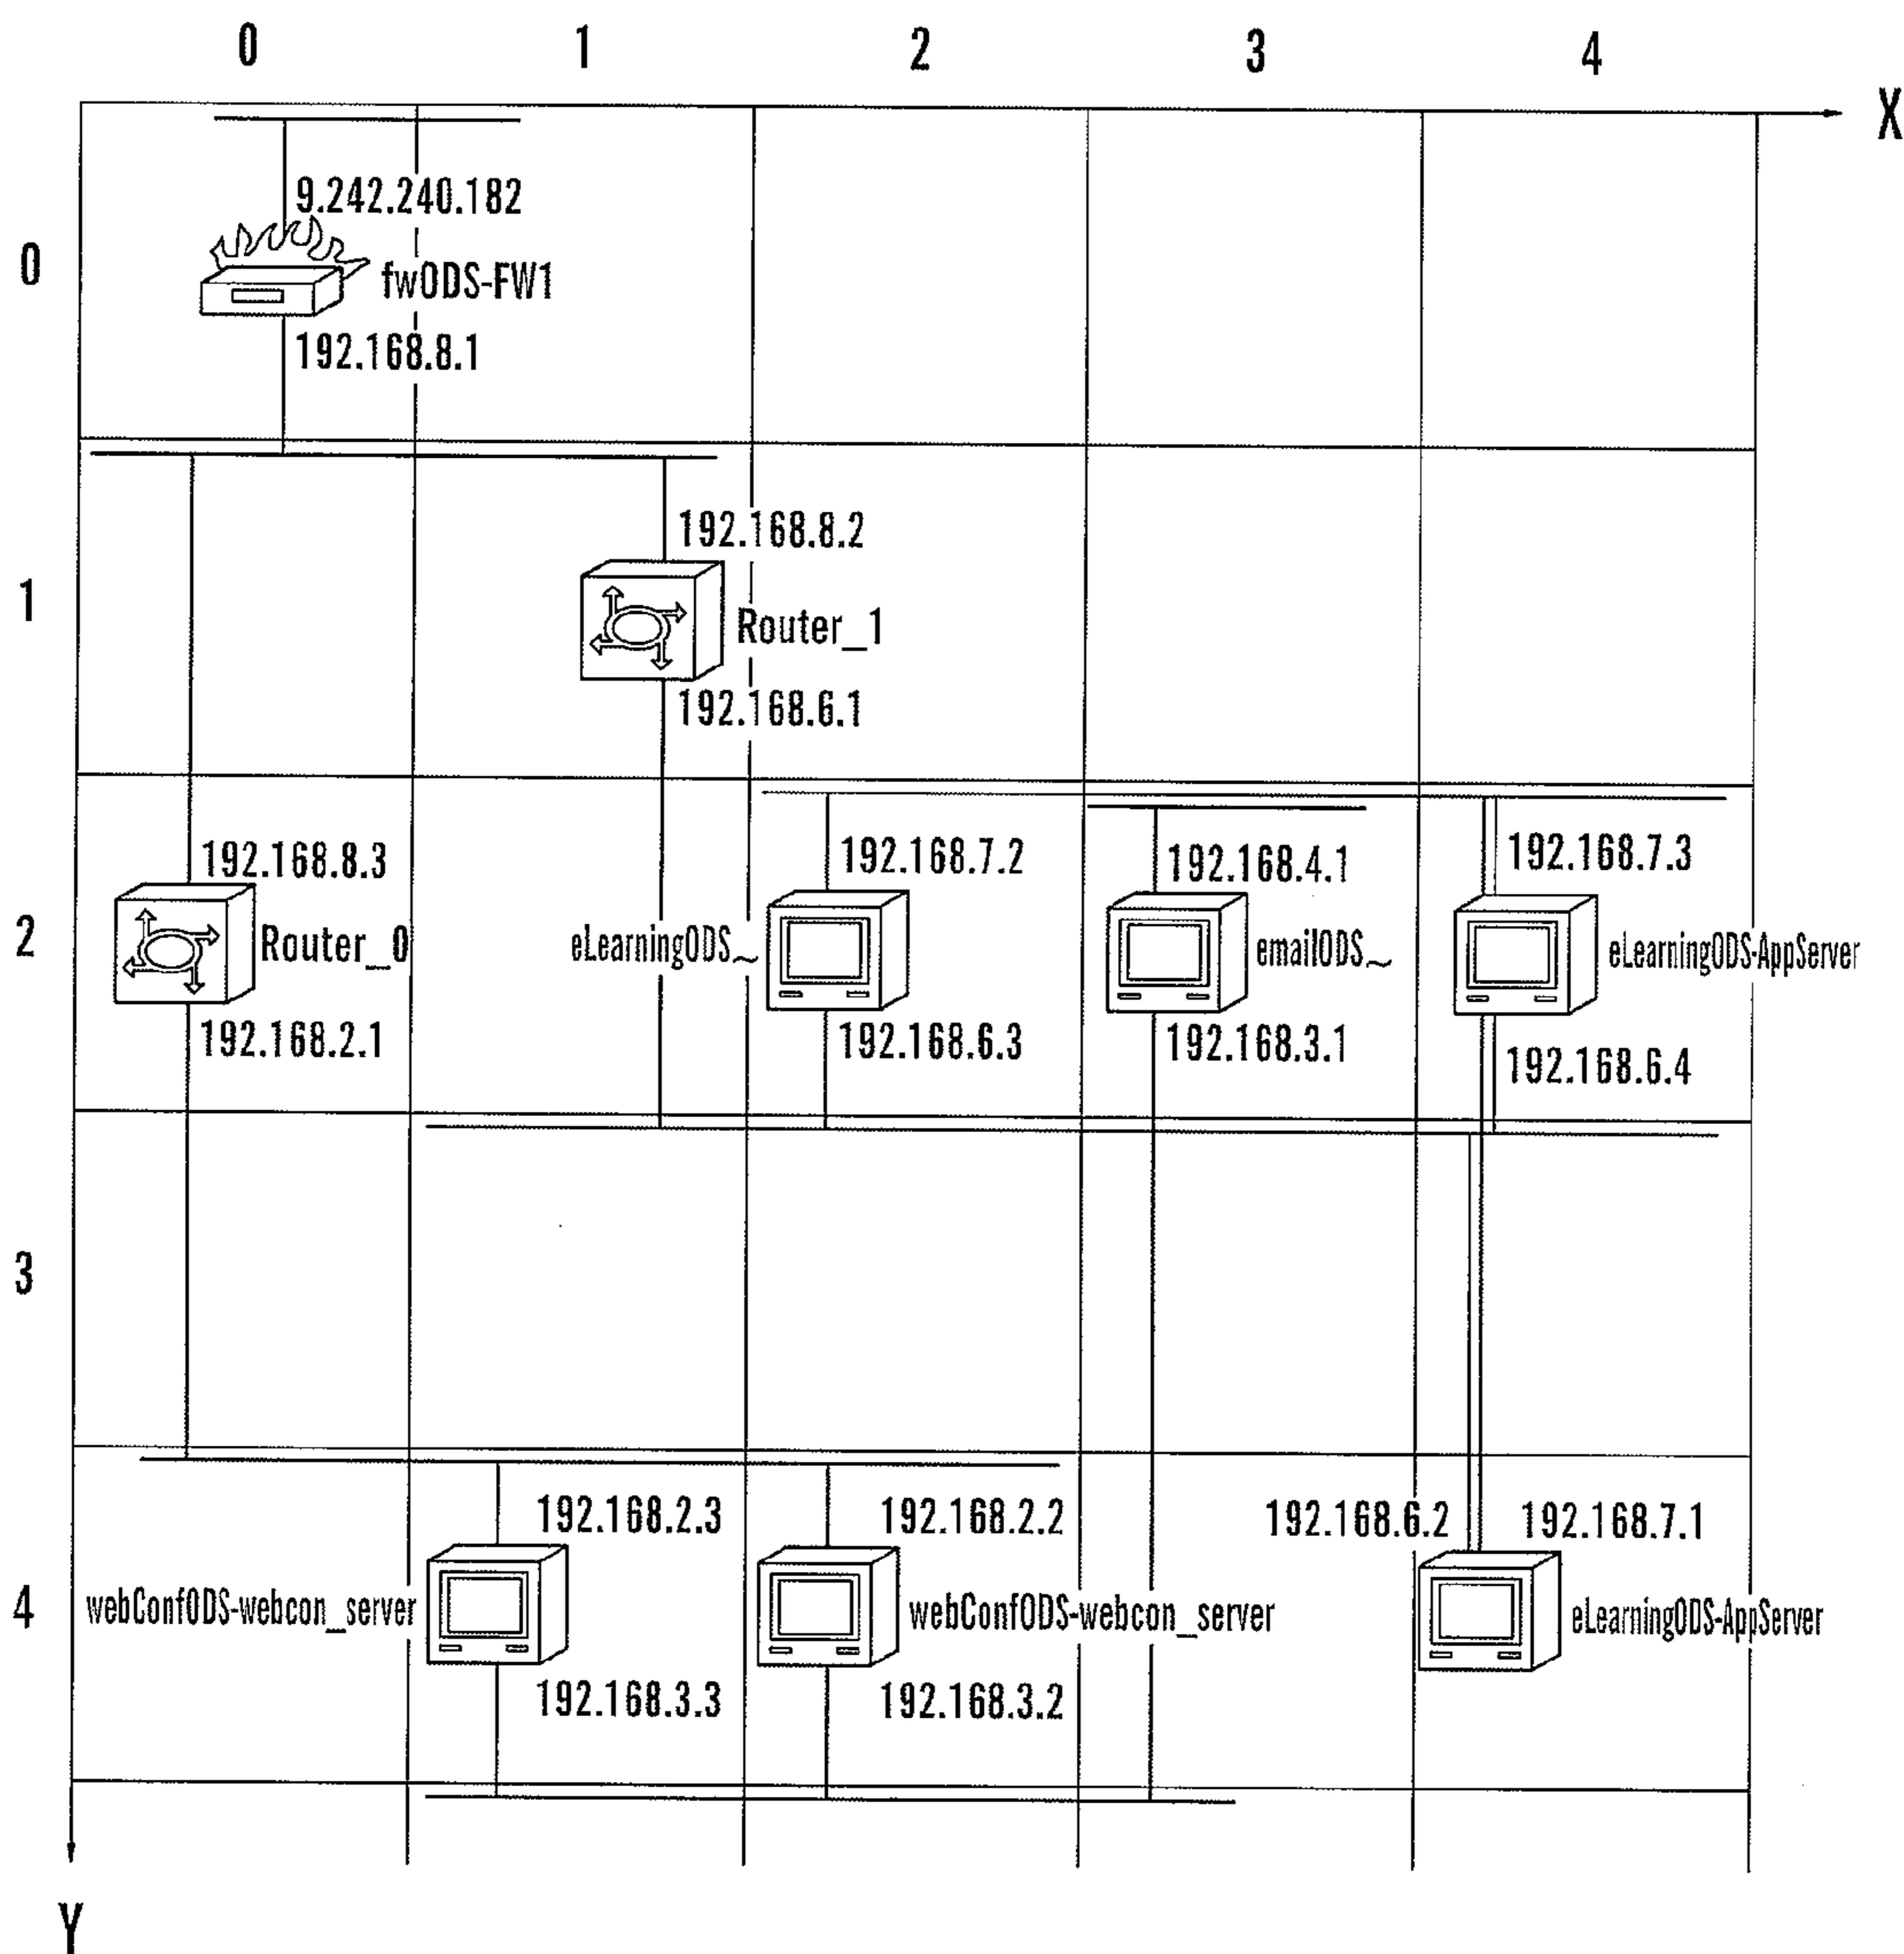 0 1 2 3 4
X
9.242.240.182
0
fwODS-FW1
192.168.8.1
192.168.8.2
1
Router_1
192.168.6.1
192.168.8.3
192.168.7.2
192.168.4.1
192.168.7.3
2
Router_0
eLearningODS~
emailODS~
eLearningODS-AppServer
192.168.2.1
192.168.6.3
192.168.3.1
192.168.6.4
3
192.168.2.3
192.168.2.2
192.168.6.2
192.168.7.1
4
webConfODS-webcon_server
webConfODS-webcon_server
eLearningODS-AppServer
192.168.3.3
192.168.3.2
Y